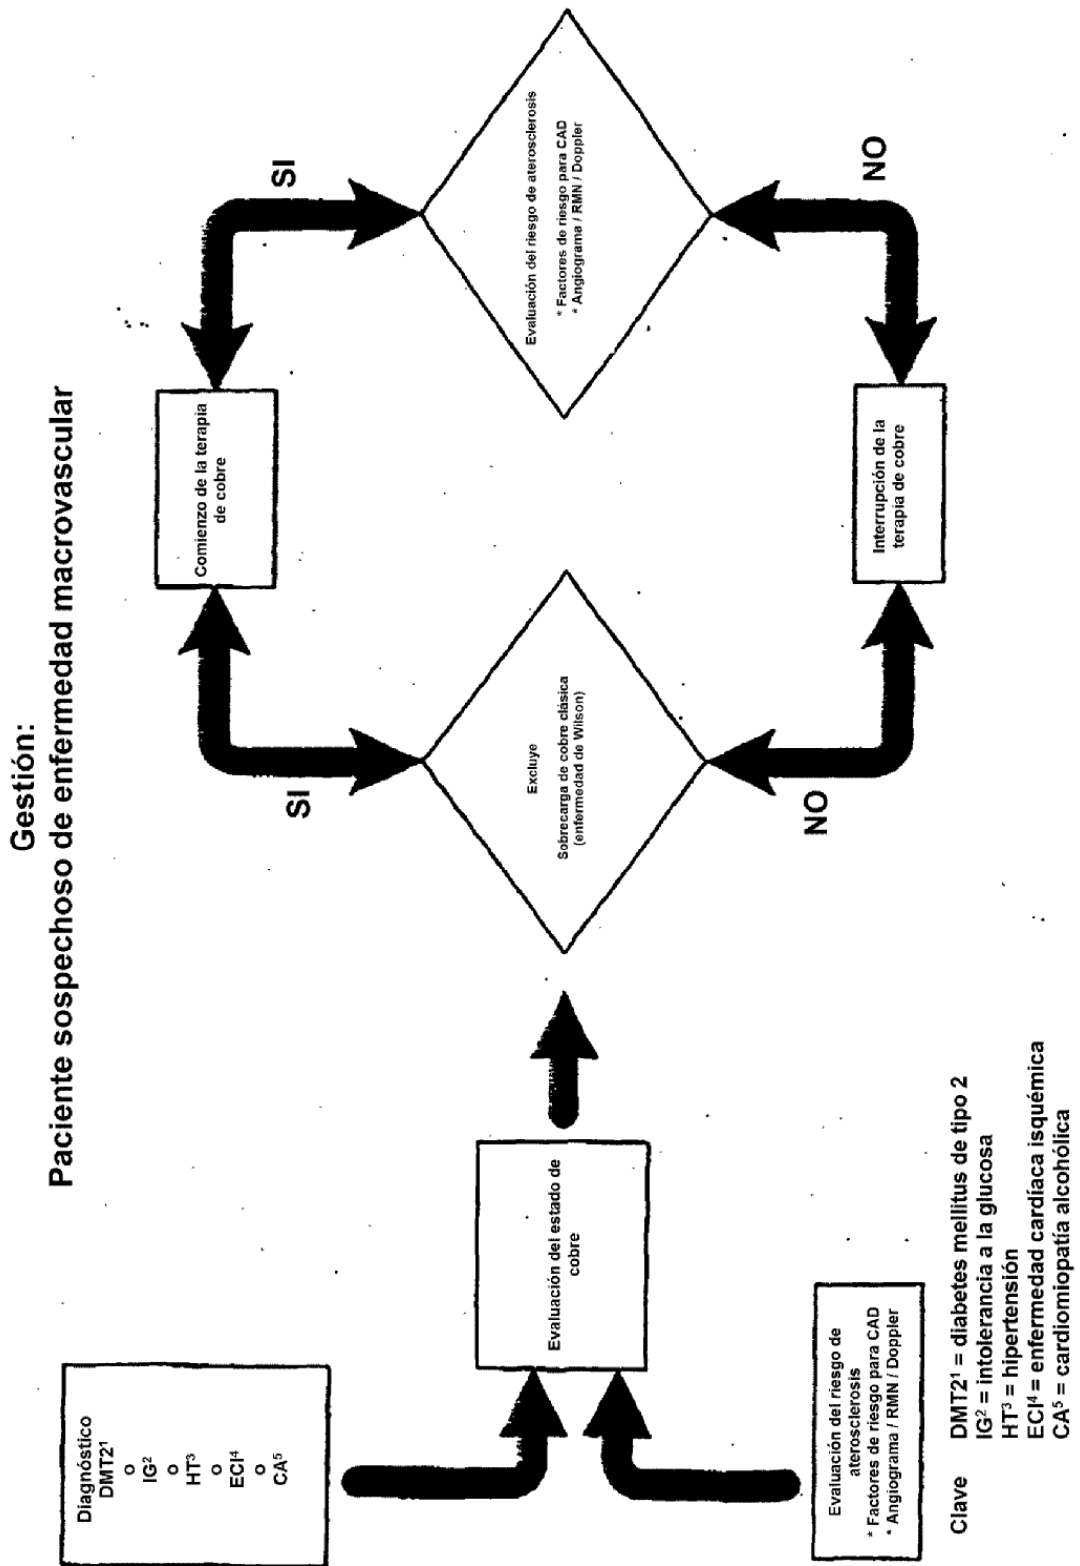 Gestión:
Paciente sospechoso de enfermedad macrovascular
Diagnóstico
DMT2¹
o
IG²
o
HT³
o
ECI⁴
o
CA⁵
Evaluación del riesgo de
aterosclerosis
* Factores de riesgo para CAD
* Angiograma / RMN / Doppler
Evaluación del estado de
cobre
Excluye
Sobrecarga de cobre clásica
(enfermedad de Wilson)
SI
NO
Comienzo de la terapia
de cobre
Interrupción de la
terapia de cobre
SI
NO
Evaluación del riesgo de aterosclerosis
* Factores de riesgo para CAD
* Angiograma / RMN / Doppler
Clave DMT2¹ = diabetes mellitus de tipo 2
IG² = intolerancia a la glucosa
HT³ = hipertensión
ECI⁴ = enfermedad cardíaca isquémica
CA⁵ = cardiomiopatía alcohólica